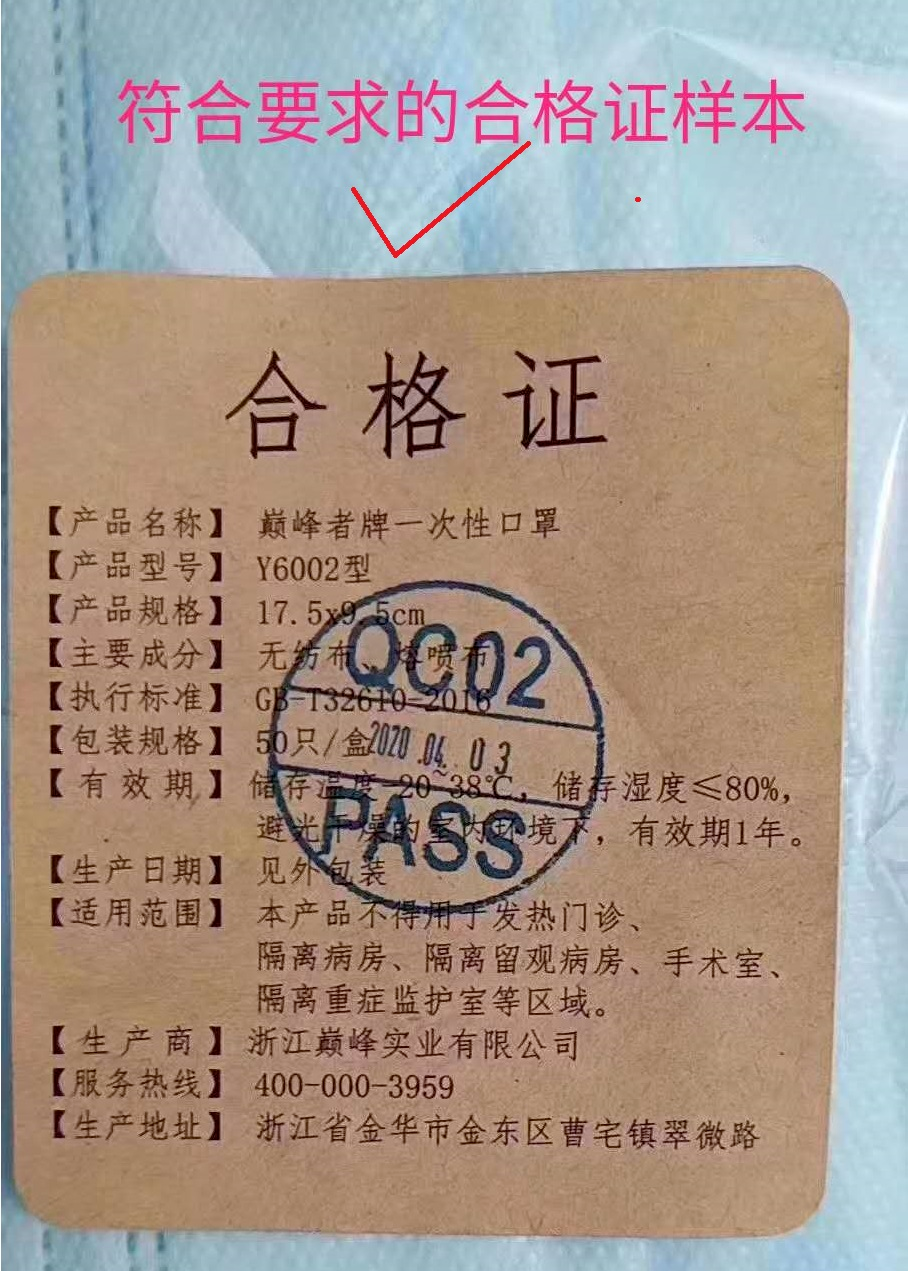 符合要求的合格证样本
合格证
【产品名称】 巅峰者牌一次性口罩
【产品型号】 Y6002型
【产品规格】 17.5x9.5cm
【主要成分】 无纺布、熔喷布
【执行标准】 GB-T32610-2016
【包装规格】 50只/盒
【有效期】 储存温度-20~38℃，储存湿度≤80%，
避光干燥的室内环境下，有效期1年。
【生产日期】 见外包装
【适用范围】 本产品不得用于发热门诊、
隔离病房、隔离留观病房、手术室、
隔离重症监护室等区域。
【生产商】 浙江巅峰实业有限公司
【服务热线】 400-000-3959
【生产地址】 浙江省金华市金东区曹宅镇翠微路
QC02
2020.04.03
PASS